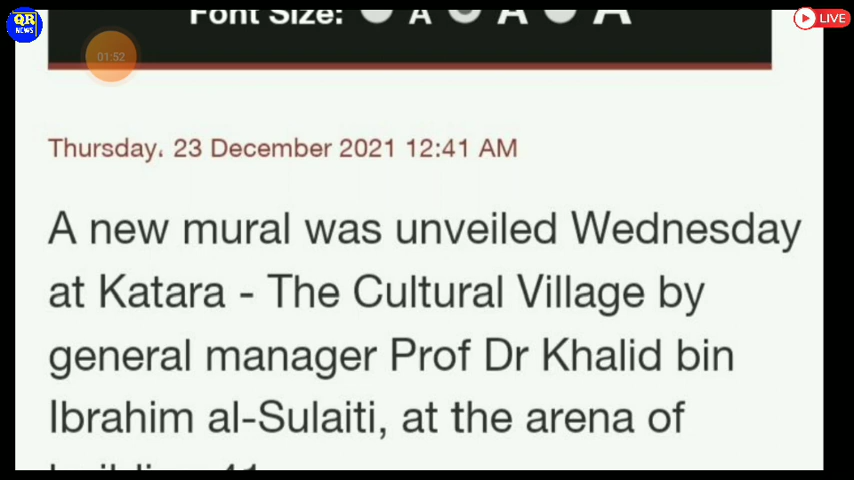 QR
NEWS
LIVE
Font Size: A A A
01:52
Thursday، 23 December 2021 12:41 AM
A new mural was unveiled Wednesday
at Katara - The Cultural Village by
general manager Prof Dr Khalid bin
Ibrahim al-Sulaiti, at the arena of